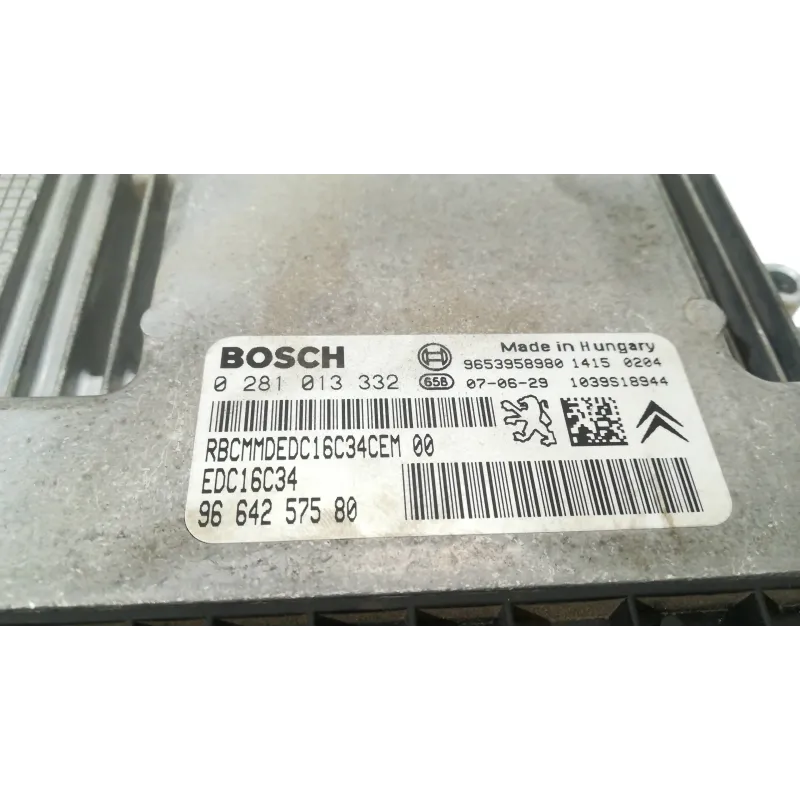 BOSCH Made in Hungary
9653958980 1415 0204
0 281 013 332 658 07-06-29 1039S18944
RBCMMDEDC16C34CEM 00
EDC16C34
96 642 575 80